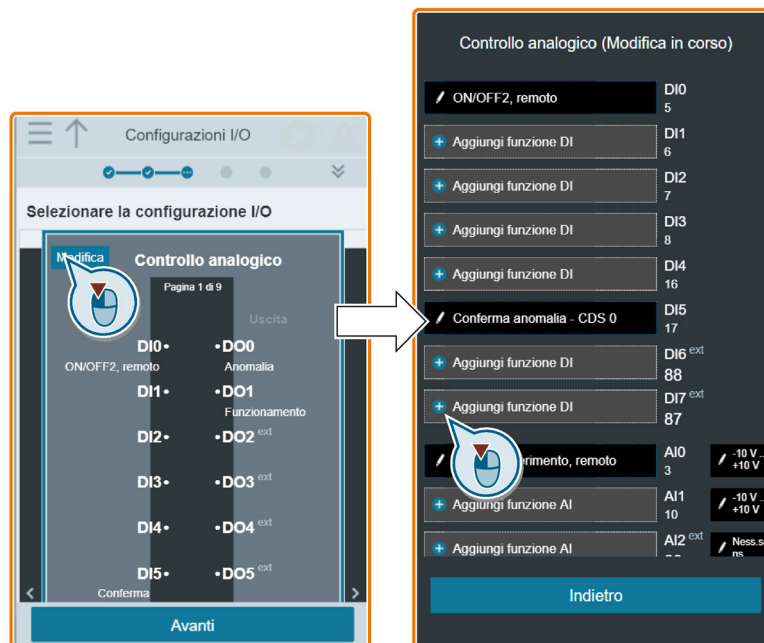 Configurazioni I/O
Selezionare la configurazione I/O
Modifica
Controllo analogico
Pagina 1 di 9
Uscita
DI0
DO0
ON/OFF2, remoto
Anomalia
DI1
DO1
Funzionamento
DI2
DO2 ext
DI3
DO3 ext
DI4
DO4 ext
DI5
DO5 ext
Conferma
Avanti
Controllo analogico (Modifica in corso)
ON/OFF2, remoto
DI0
5
Aggiungi funzione DI
DI1
6
Aggiungi funzione DI
DI2
7
Aggiungi funzione DI
DI3
8
Aggiungi funzione DI
DI4
16
Conferma anomalia - CDS 0
DI5
17
Aggiungi funzione DI
DI6 ext
88
Aggiungi funzione DI
DI7 ext
87
erimento, remoto
AI0
3
-10 V ..
+10 V
Aggiungi funzione AI
AI1
10
-10 V ..
+10 V
Aggiungi funzione AI
AI2 ext
Ness.se
ns
Indietro